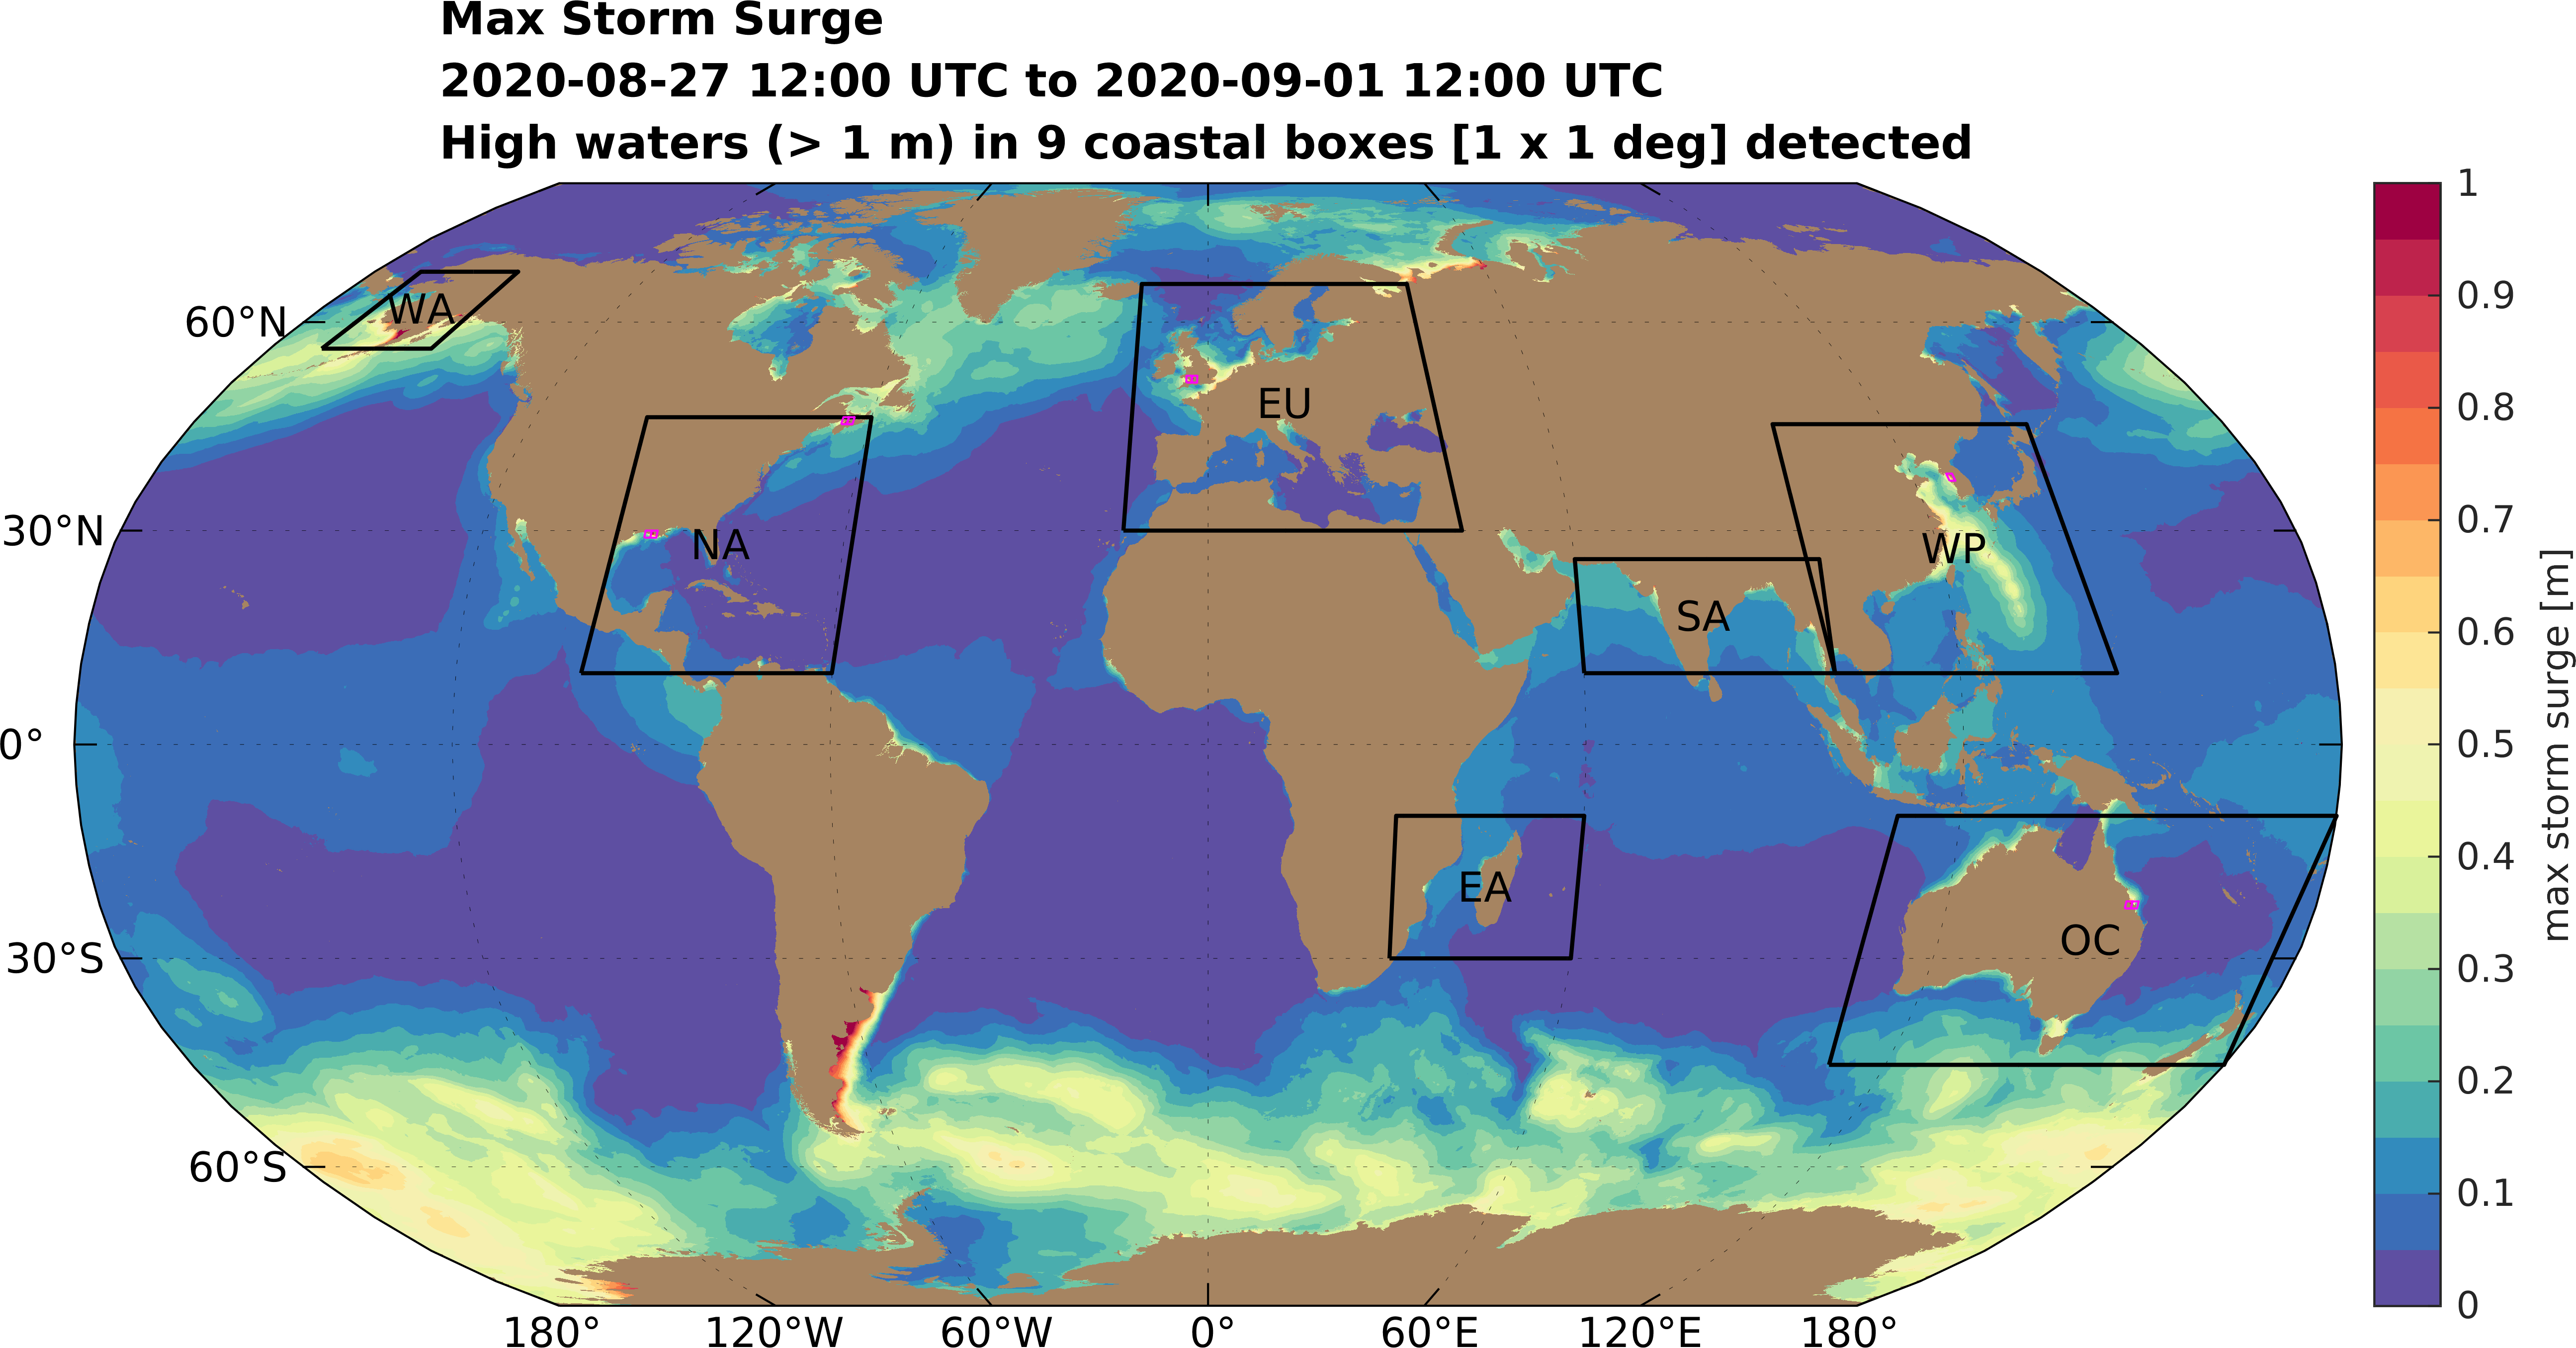 Max Storm Surge
2020-08-27 12:00 UTC to 2020-09-01 12:00 UTC
High waters (> 1 m) in 9 coastal boxes [1 x 1 deg] detected
60°N
30°N
0°
30°S
60°S
WA
NA
EU
SA
WP
EA
OC
180°
120°W
60°W
0°
60°E
120°E
180°
1
0.9
0.8
0.7
0.6
0.5
0.4
0.3
0.2
0.1
0
max storm surge [m]